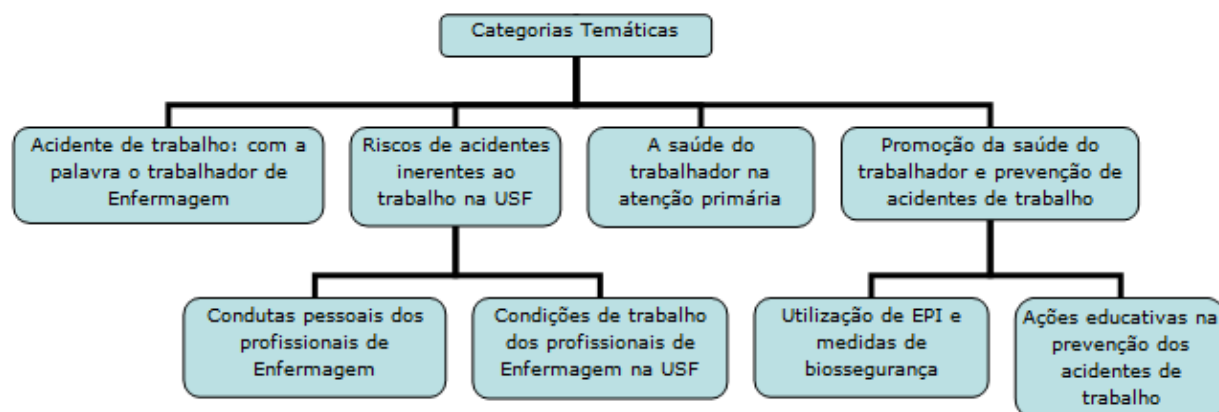 Categorias Temáticas
Acidente de trabalho: com a
palavra o trabalhador de
Enfermagem
Riscos de acidentes
inerentes ao
trabalho na USF
A saúde do
trabalhador na
atenção primária
Promoção da saúde do
trabalhador e prevenção de
acidentes de trabalho
Condutas pessoais dos
profissionais de
Enfermagem
Condições de trabalho
dos profissionais de
Enfermagem na USF
Utilização de EPI e
medidas de
biossegurança
Ações educativas na
prevenção dos
acidentes de
trabalho